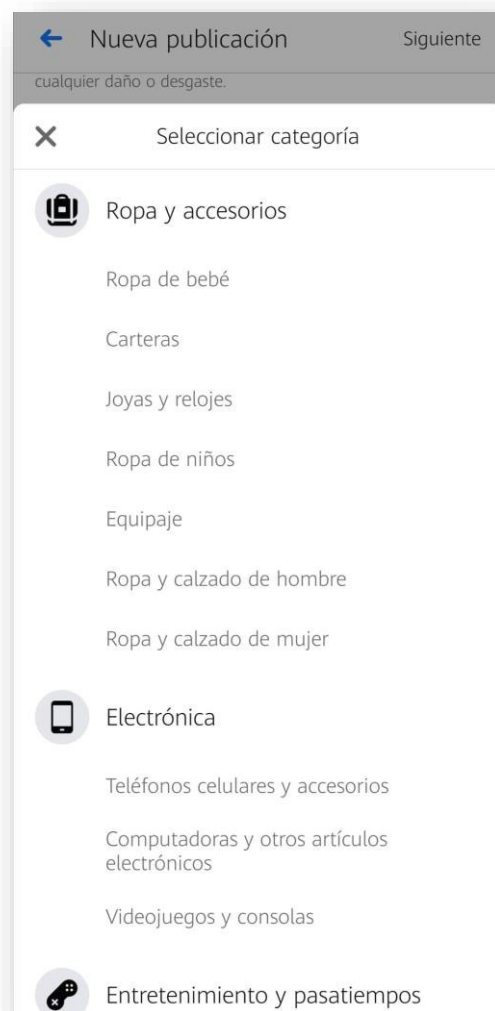 Nueva publicación
Siguiente
cualquier daño o desgaste.
Seleccionar categoría
Ropa y accesorios
Ropa de bebé
Carteras
Joyas y relojes
Ropa de niños
Equipaje
Ropa y calzado de hombre
Ropa y calzado de mujer
Electrónica
Teléfonos celulares y accesorios
Computadoras y otros artículos
electrónicos
Videojuegos y consolas
Entretenimiento y pasatiempos